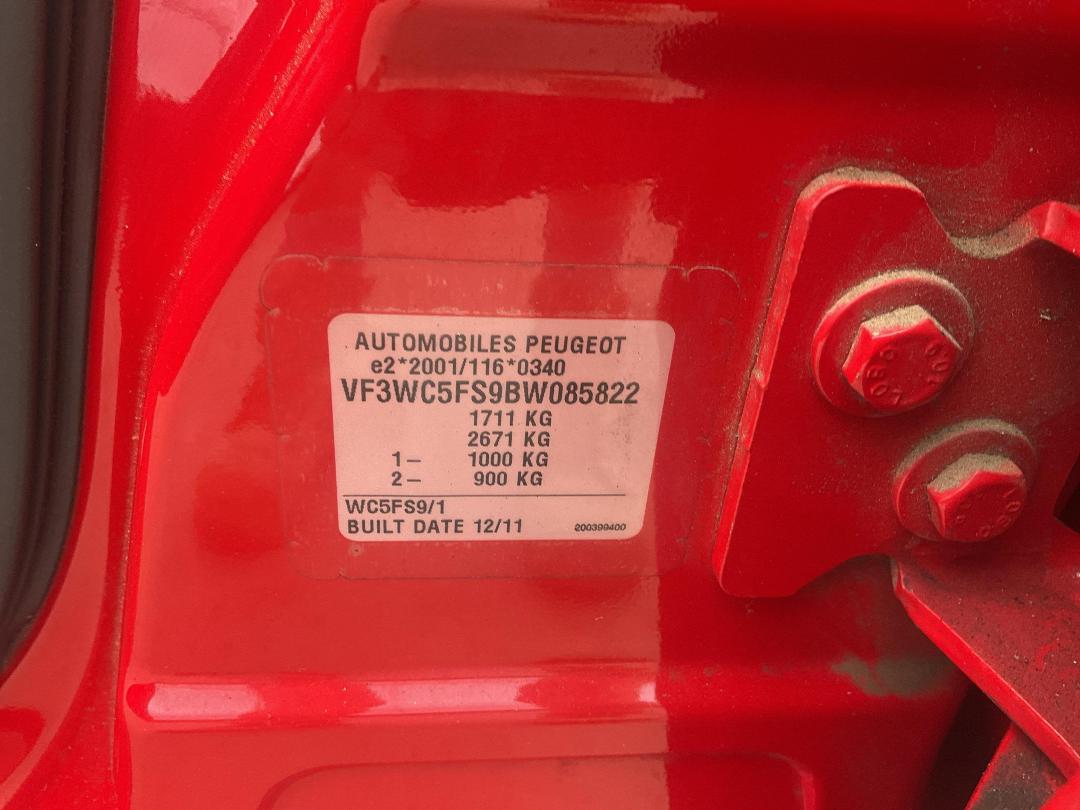 AUTOMOBILES PEUGEOT
e2*2001/116*0340
VF3WC5FS9BW085822
1711 KG
2671 KG
1- 1000 KG
2- 900 KG
WC5FS9/1
BUILT DATE 12/11 200399400